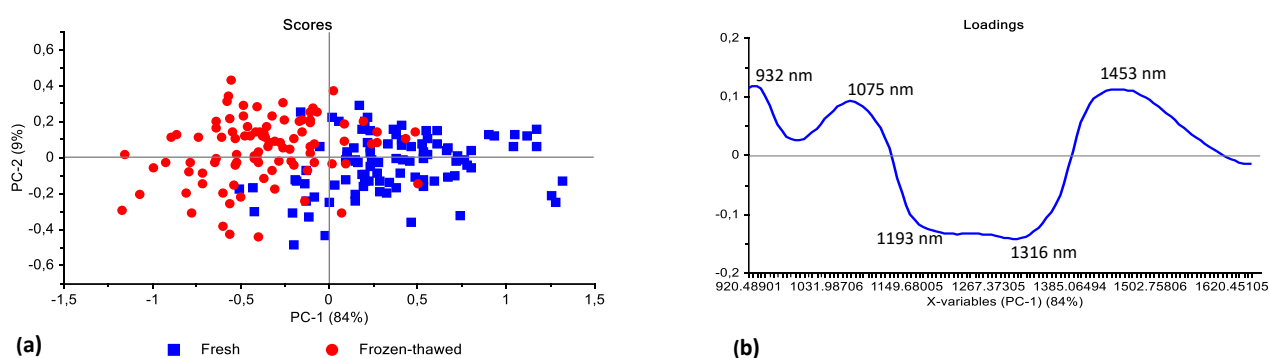 Scores
0,6
0,4
0,2
0
-0,2
-0,4
-0,6
PC-2 (9%)
-1,5
-1
-0,5
0
0,5
1
1,5
PC-1 (84%)
(a)
Fresh
Frozen-thawed
Loadings
0,2
0,1
0
-0,1
-0,2
932 nm
1075 nm
1453 nm
1193 nm
1316 nm
920.48901 1031.98706 1149.68005 1267.37305 1385.06494 1502.75806 1620.45105
X-variables (PC-1) (84%)
(b)